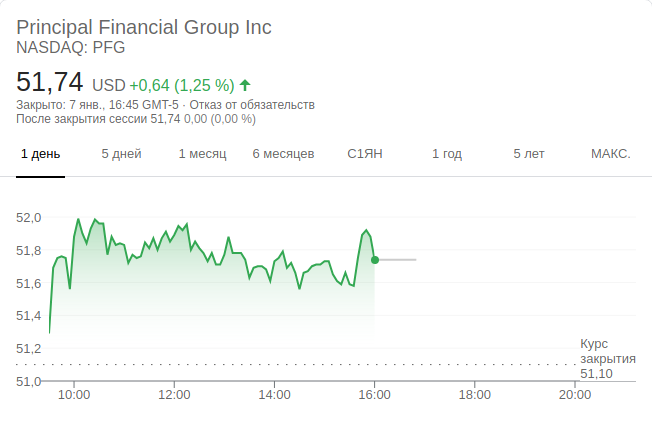 Principal Financial Group Inc
NASDAQ: PFG
51,74 USD +0,64 (1,25 %)
Закрыто: 7 янв., 16:45 GMT-5 · Отказ от обязательств
После закрытия сессии 51,74 0,00 (0,00 %)
1 день 5 дней 1 месяц 6 месяцев С1ЯН 1 год 5 лет МАКС.
52,0
51,8
51,6
51,4
51,2
Курс
закрытия
51,10
51,0
10:00 12:00 14:00 16:00 18:00 20:00